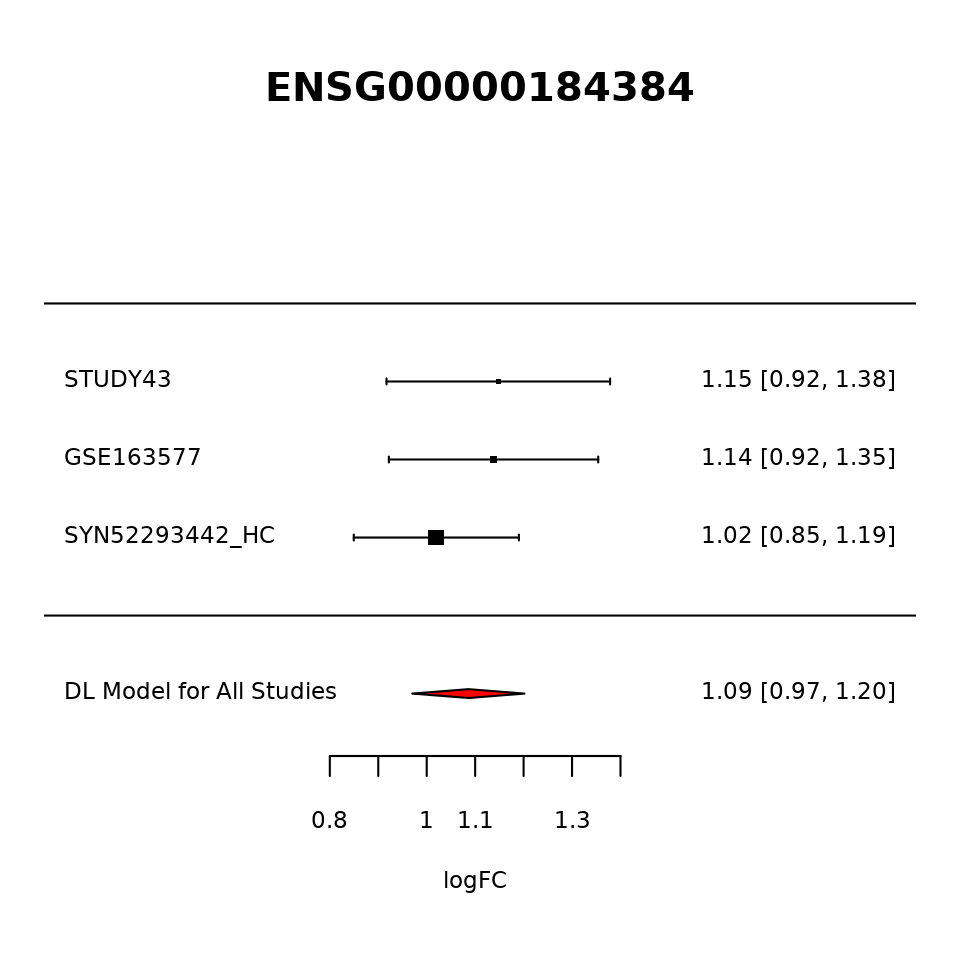 ENSG00000184384
STUDY43 1.15 [0.92, 1.38]
GSE163577 1.14 [0.92, 1.35]
SYN52293442_HC 1.02 [0.85, 1.19]
DL Model for All Studies 1.09 [0.97, 1.20]
0.8 1 1.1 1.3
logFC